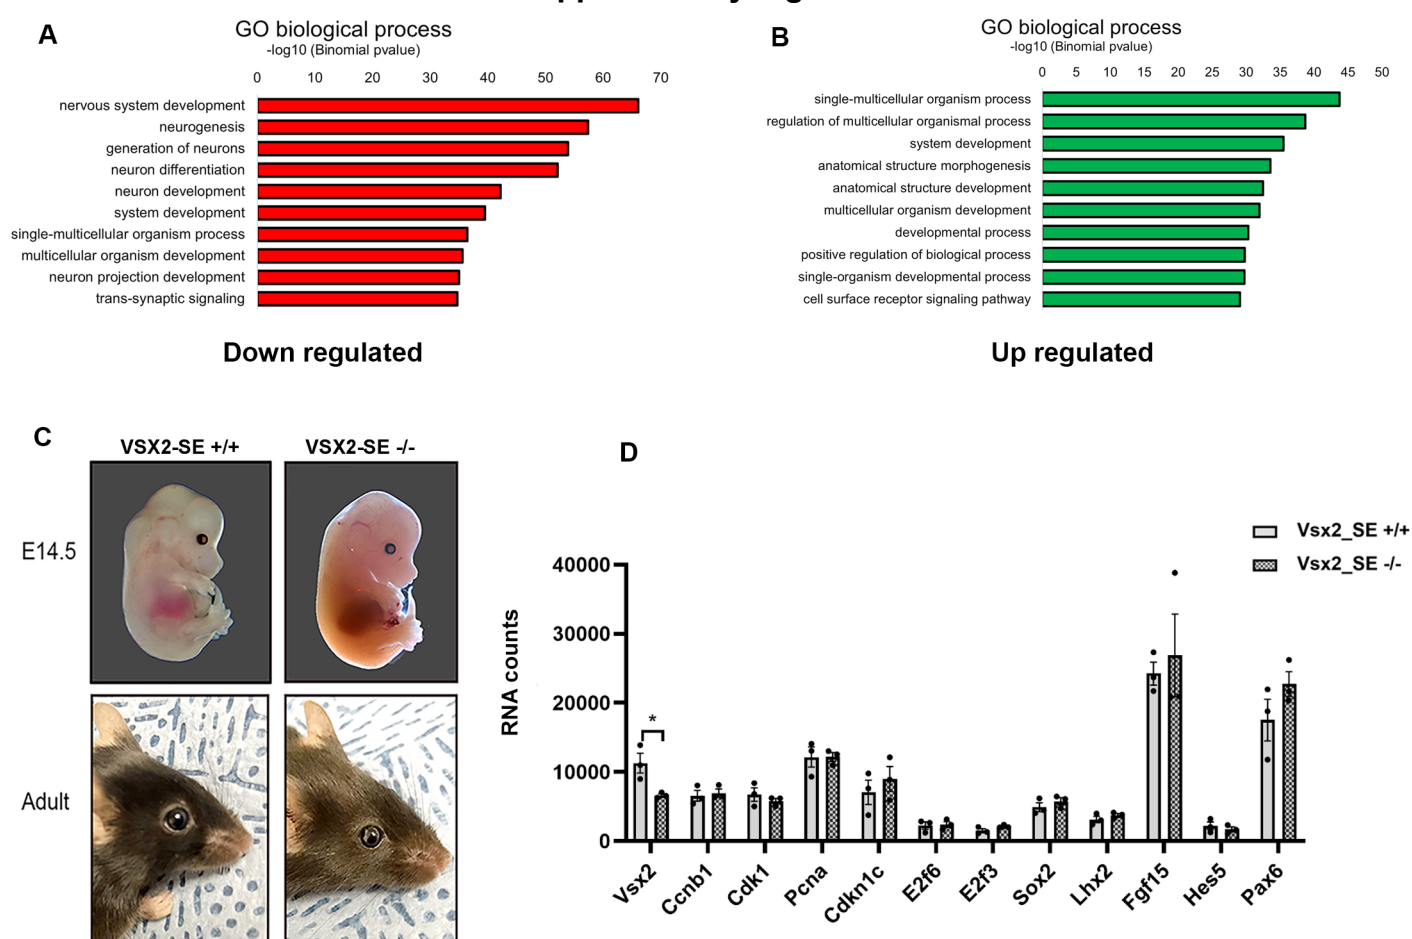 A
GO biological process
-log10 (Binomial pvalue)
0 10 20 30 40 50 60 70
nervous system development
neurogenesis
generation of neurons
neuron differentiation
neuron development
system development
single-multicellular organism process
multicellular organism development
neuron projection development
trans-synaptic signaling
Down regulated
B
GO biological process
-log10 (Binomial pvalue)
0 5 10 15 20 25 30 35 40 45 50
single-multicellular organism process
regulation of multicellular organismal process
system development
anatomical structure morphogenesis
anatomical structure development
multicellular organism development
developmental process
positive regulation of biological process
single-organism developmental process
cell surface receptor signaling pathway
Up regulated
C
VSX2-SE +/+ VSX2-SE -/-
E14.5
Adult
D
Vsx2_SE +/+
Vsx2_SE -/-
RNA counts
40000
30000
20000
10000
0
*
Vsx2 Ccnb1 Cdk1 Pcna Cdkn1c E2f6 E2f3 Sox2 Lhx2 Fgf15 Hes5 Pax6